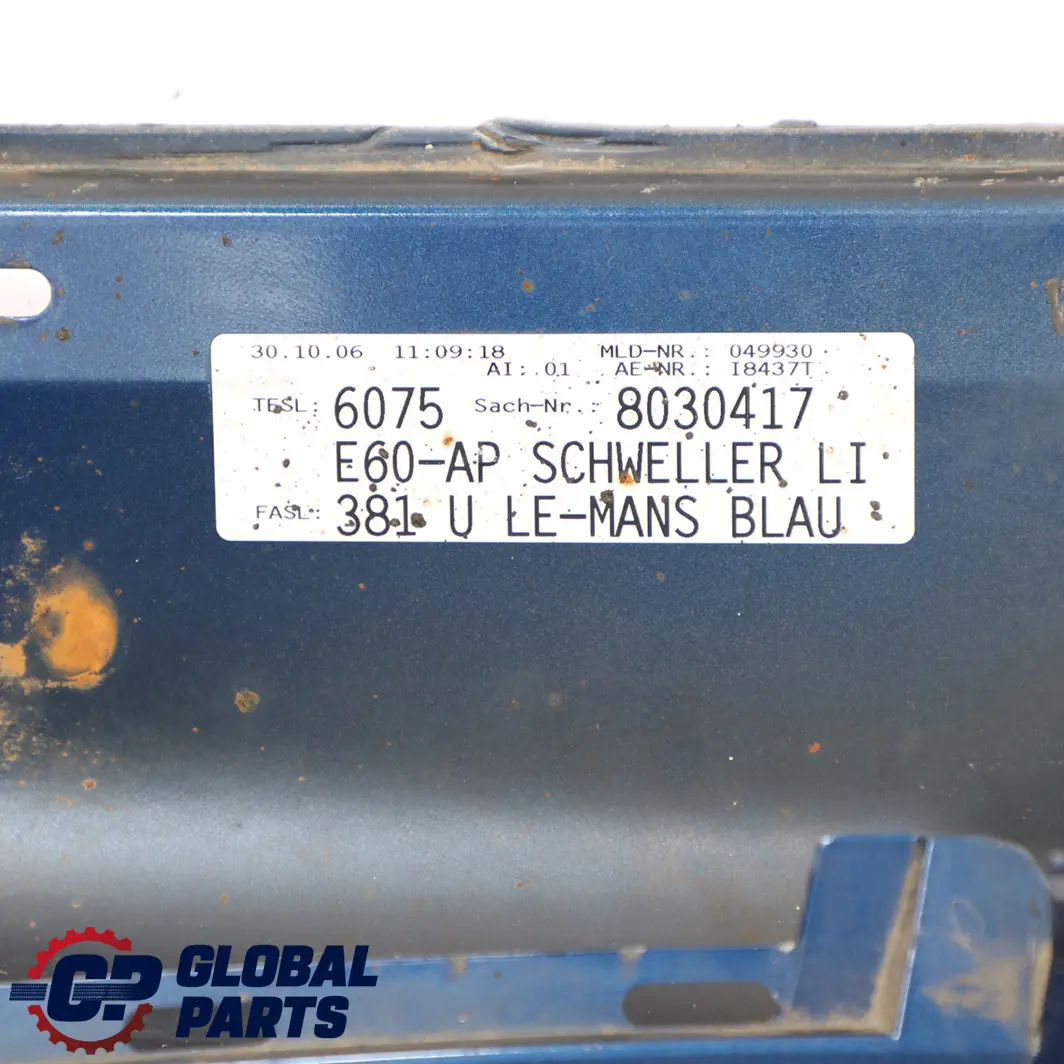 30.10.06 11:09:18 MLD-NR.: 049930
AI: 01 AE-NR.: I8437T
TESL: 6075 Sach-Nr.: 8030417
E60-AP SCHWELLER LI
FASL: 381 U LE-MANS BLAU
GP GLOBAL
PARTS